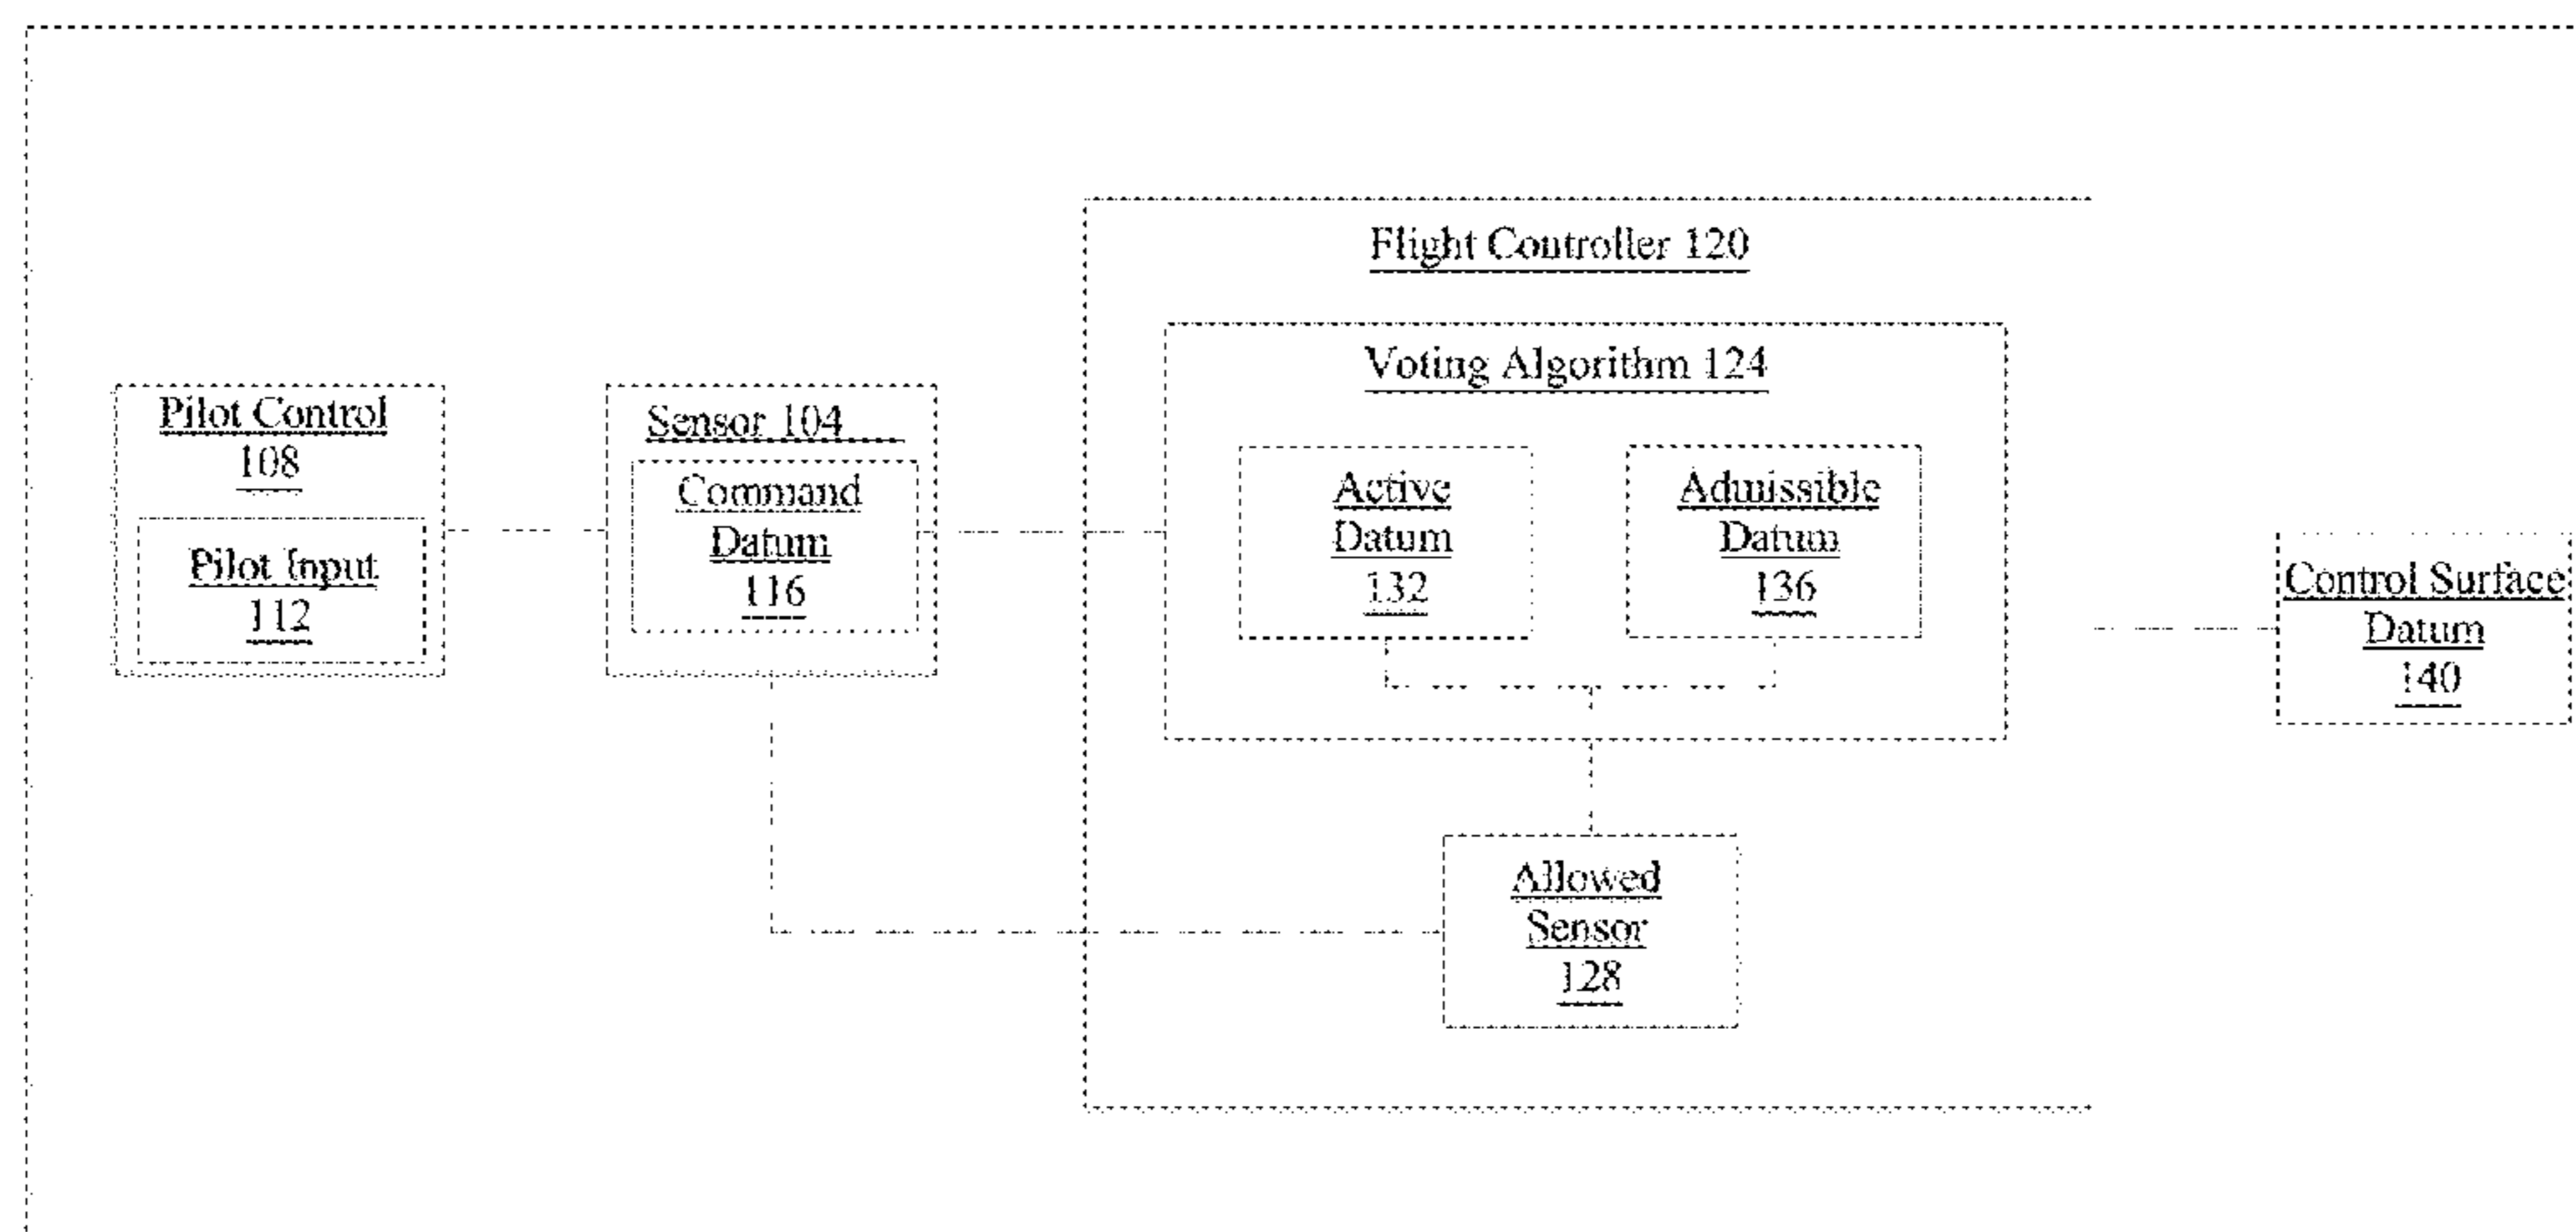 Flight Controller 120
Voting Algorithm 124
Pilot Control
108
Pilot Input
112
Sensor 104
Command
Datum
116
Active
Datum
132
Admissible
Datum
136
Control Surface
Datum
140
Allowed
Sensor
128